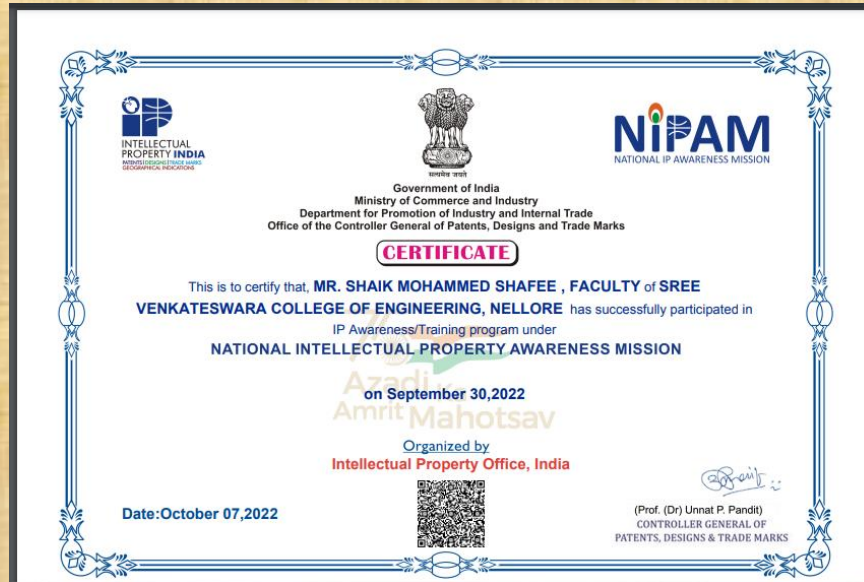 INTELLECTUAL
PROPERTY INDIA
PATENTS | DESIGNS | TRADE MARKS
GEOGRAPHICAL INDICATIONS
सत्यमेव जयते
NiPAM
NATIONAL IP AWARENESS MISSION
Government of India
Ministry of Commerce and Industry
Department for Promotion of Industry and Internal Trade
Office of the Controller General of Patents, Designs and Trade Marks
CERTIFICATE
This is to certify that, MR. SHAIK MOHAMMED SHAFEE , FACULTY of SREE
VENKATESWARA COLLEGE OF ENGINEERING, NELLORE has successfully participated in
IP Awareness/Training program under
NATIONAL INTELLECTUAL PROPERTY AWARENESS MISSION
on September 30,2022
Azadi Ka
Amrit Mahotsav
Organized by
Intellectual Property Office, India
Date:October 07,2022
(Prof. (Dr) Unnat P. Pandit)
CONTROLLER GENERAL OF
PATENTS, DESIGNS & TRADE MARKS